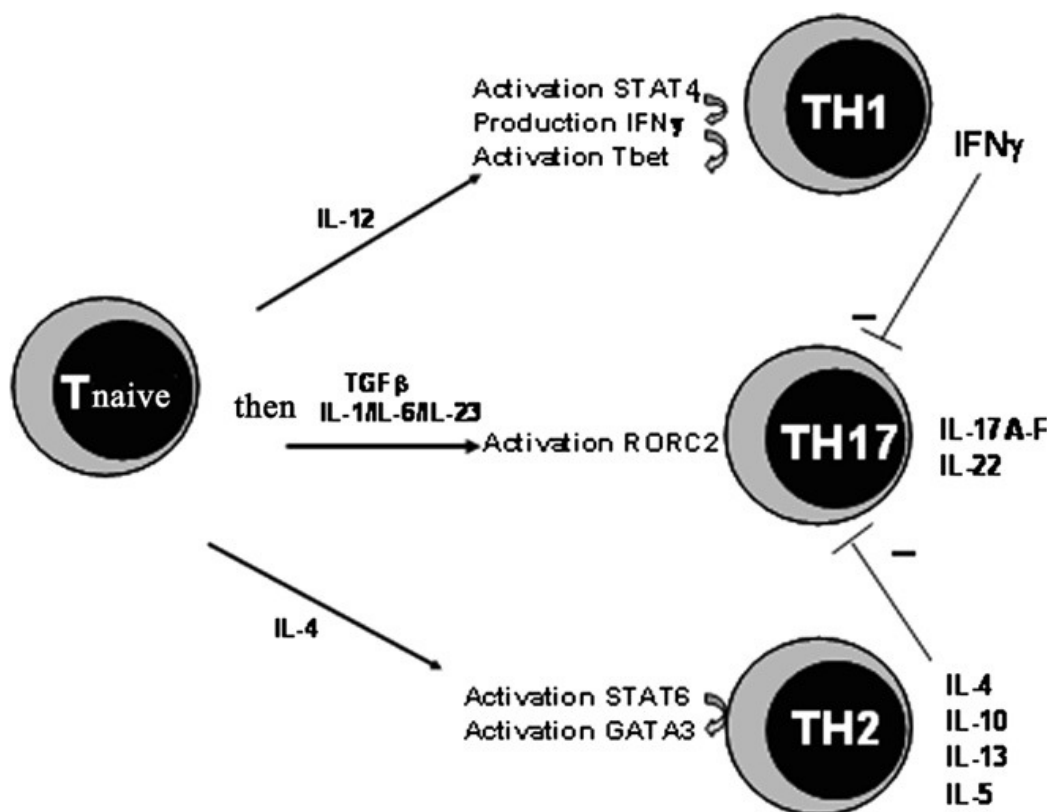 Activation STAT4
Production IFNγ
Activation Tbet
TH1
IFNγ
IL-12
T naive
then
TGFβ
IL-1/IL-6/IL-23
Activation RORC2
TH17
IL-17A-F
IL-22
IL-4
Activation STAT6
Activation GATA3
TH2
IL-4
IL-10
IL-13
IL-5